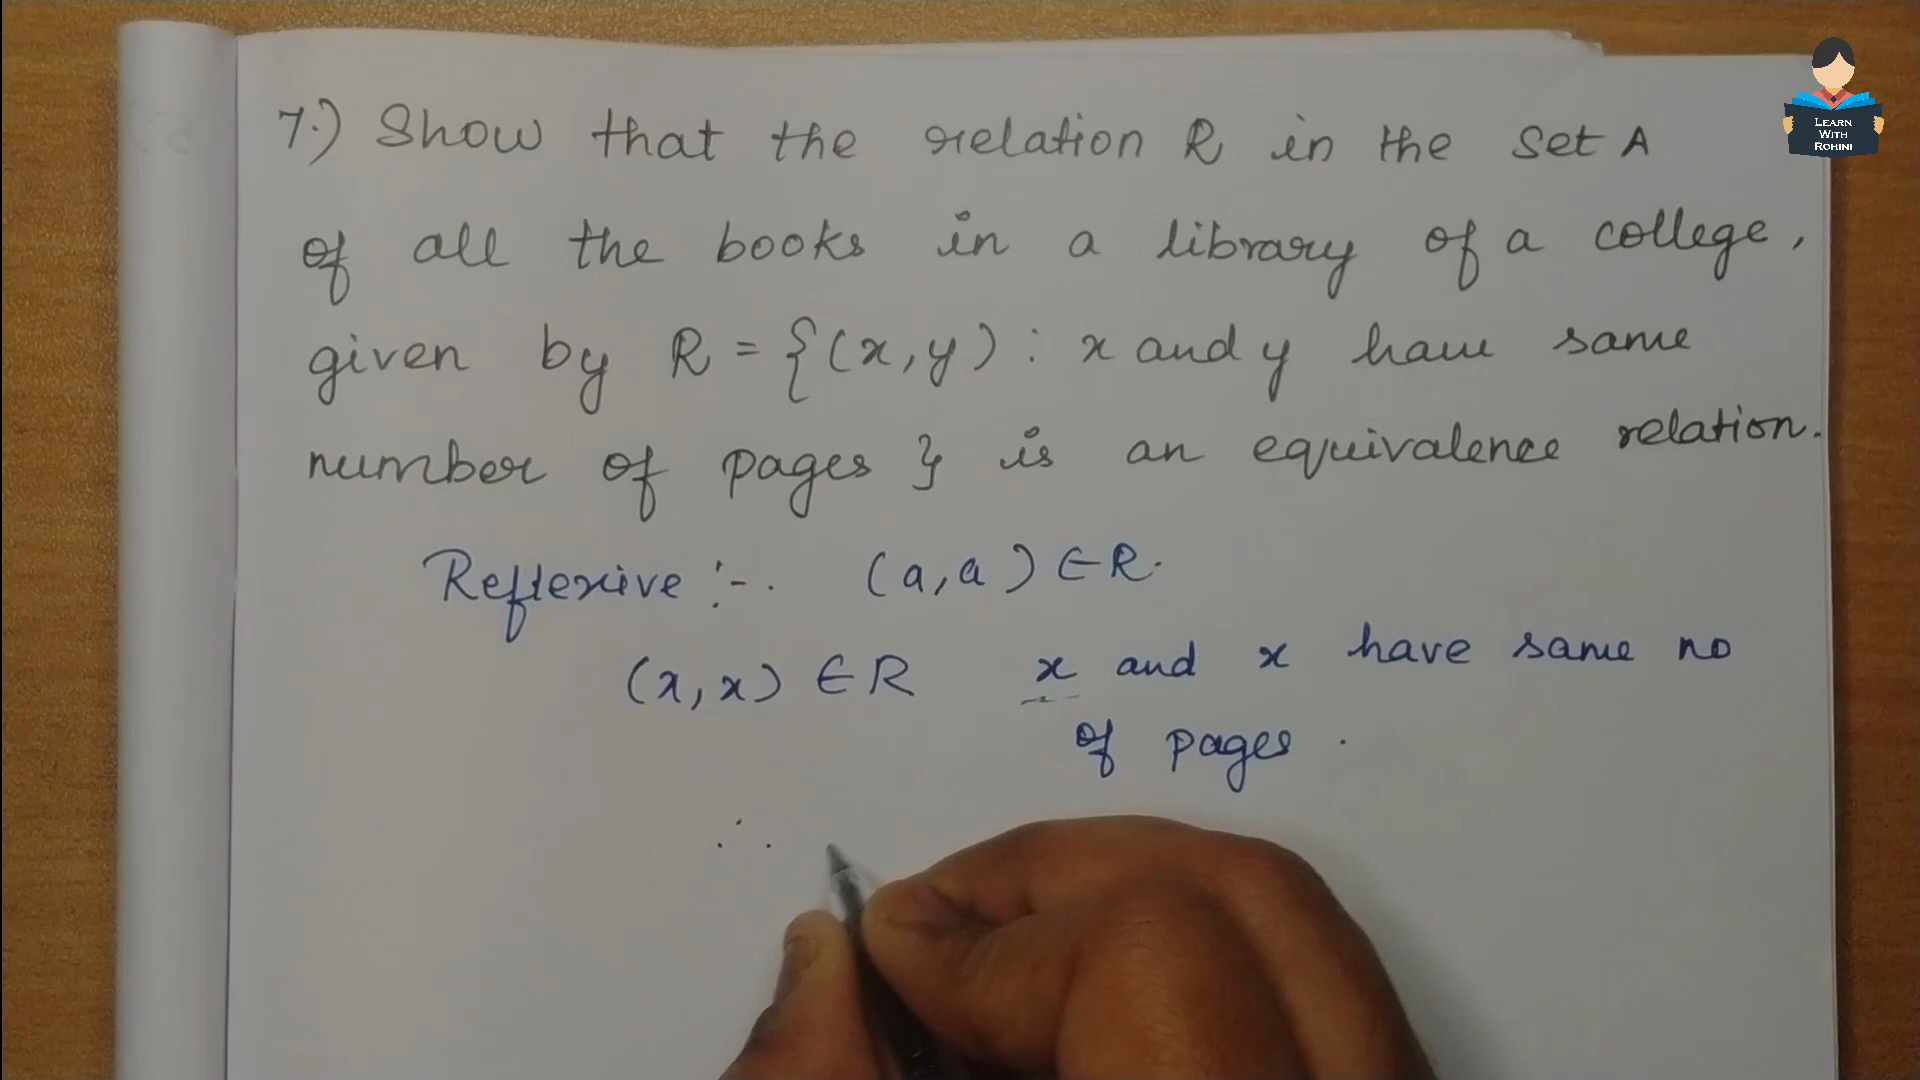 LEARN
WITH
ROHINI
7.) Show that the relation R in the set A
of all the books in a library of a college,
given by R = {(x, y) : x and y have same
number of pages } is an equivalence relation.
Reflexive :- . (a, a) ∈ R.
(x, x) ∈ R x and x have same no
of pages .
∴